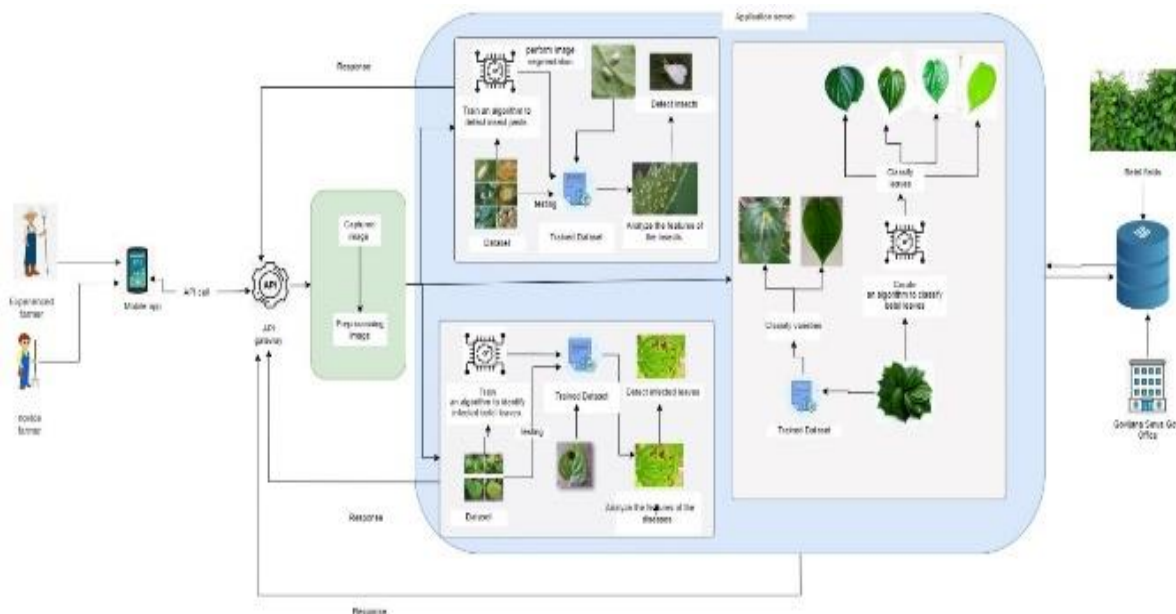 Application server
Response
perform image
segmentation
Train an algorithm to
detect insect pests
Detect insects
testing
Dataset
Trained Dataset
Analyze the features of
the insects
Classify
leaves
Betel fields
Captured
image
Preprocessing
image
Experienced
farmer
Mobile app
API call
API
API
gateway
novice
farmer
Create
an algorithm to classify
betel leaves
Classify varieties
Trained Dataset
Train
an algorithm to identify
infected betel leaves
testing
Trained Dataset
Detect infected leaves
Dataset
Analyze the features of the
diseases
Office
Response
Response